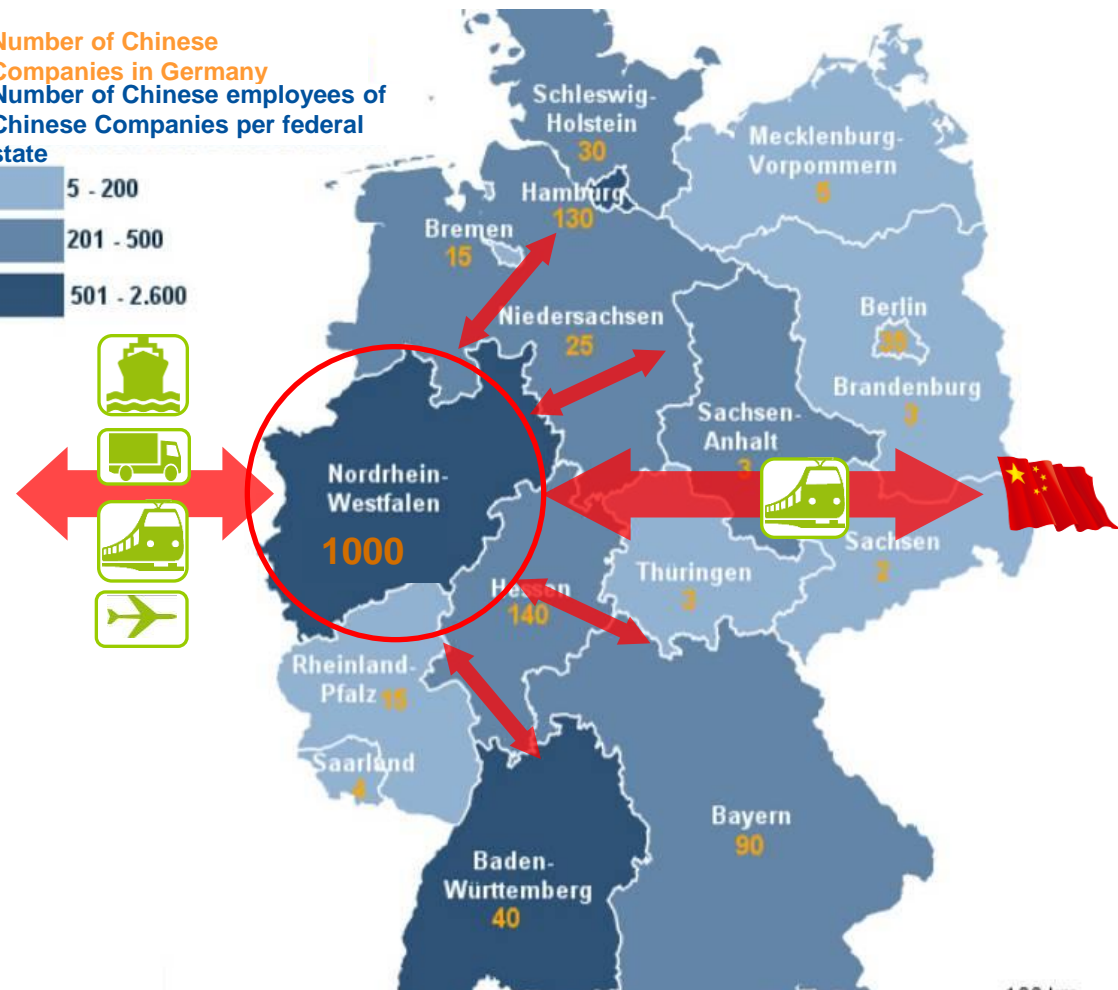 Number of Chinese
Companies in Germany
Number of Chinese employees of
Chinese Companies per federal
state
5 - 200
201 - 500
501 - 2.600
Schleswig-
Holstein
30
Mecklenburg-
Vorpommern
5
Hamburg
130
Bremen
15
Niedersachsen
25
Berlin
Brandenburg
3
Sachsen-
Anhalt
3
Nordrhein-
Westfalen
1000
Sachsen
2
Thüringen
3
Hessen
140
Rheinland-
Pfalz 15
Saarland
4
Bayern
90
Baden-
Württemberg
40